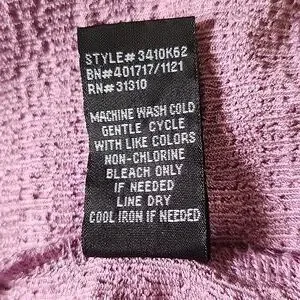 STYLE# 3410K62
BN#401717/1121
RN# 31310
MACHINE WASH COLD
GENTLE CYCLE
WITH LIKE COLORS
NON-CHLORINE
BLEACH ONLY
IF NEEDED
LINE DRY
COOL IRON IF NEEDED